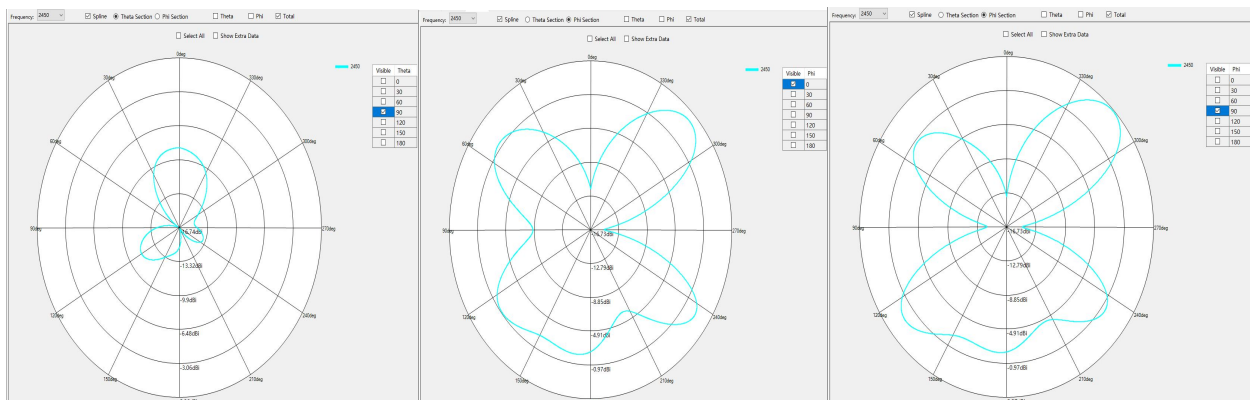 Frequency: 2450 Spline Theta Section Phi Section Theta Phi Total
Select All Show Extra Data
0deg
30deg
330deg
60deg
300deg
90deg
270deg
120deg
240deg
150deg
210deg
-16.74dBi
-13.32dBi
-9.9dBi
-6.48dBi
-3.06dBi
2450
Visible Theta
0
30
60
90
120
150
180
Frequency: 2450 Spline Theta Section Phi Section Theta Phi Total
Select All Show Extra Data
0deg
30deg
330deg
60deg
300deg
90deg
270deg
120deg
240deg
150deg
210deg
-16.73dBi
-12.79dBi
-8.85dBi
-4.91dBi
-0.97dBi
2450
Visible Phi
0
30
60
90
120
150
180
Frequency: 2450 Spline Theta Section Phi Section Theta Phi Total
Select All Show Extra Data
0deg
30deg
330deg
60deg
300deg
90deg
270deg
120deg
240deg
150deg
210deg
-16.73dBi
-12.79dBi
-8.85dBi
-4.91dBi
-0.97dBi
2450
Visible Phi
0
30
60
90
120
150
180